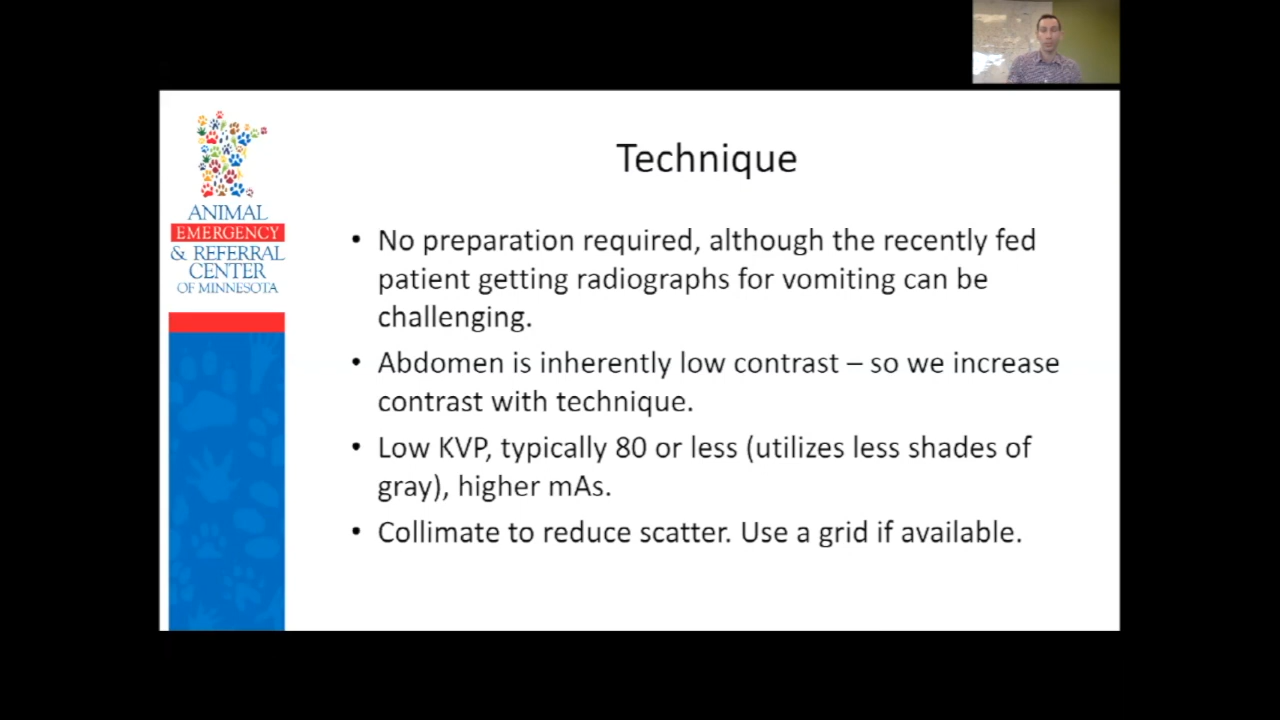 Technique
ANIMAL
EMERGENCY
& REFERRAL
CENTER
OF MINNESOTA
• No preparation required, although the recently fed
patient getting radiographs for vomiting can be
challenging.
• Abdomen is inherently low contrast – so we increase
contrast with technique.
• Low KVP, typically 80 or less (utilizes less shades of
gray), higher mAs.
• Collimate to reduce scatter. Use a grid if available.